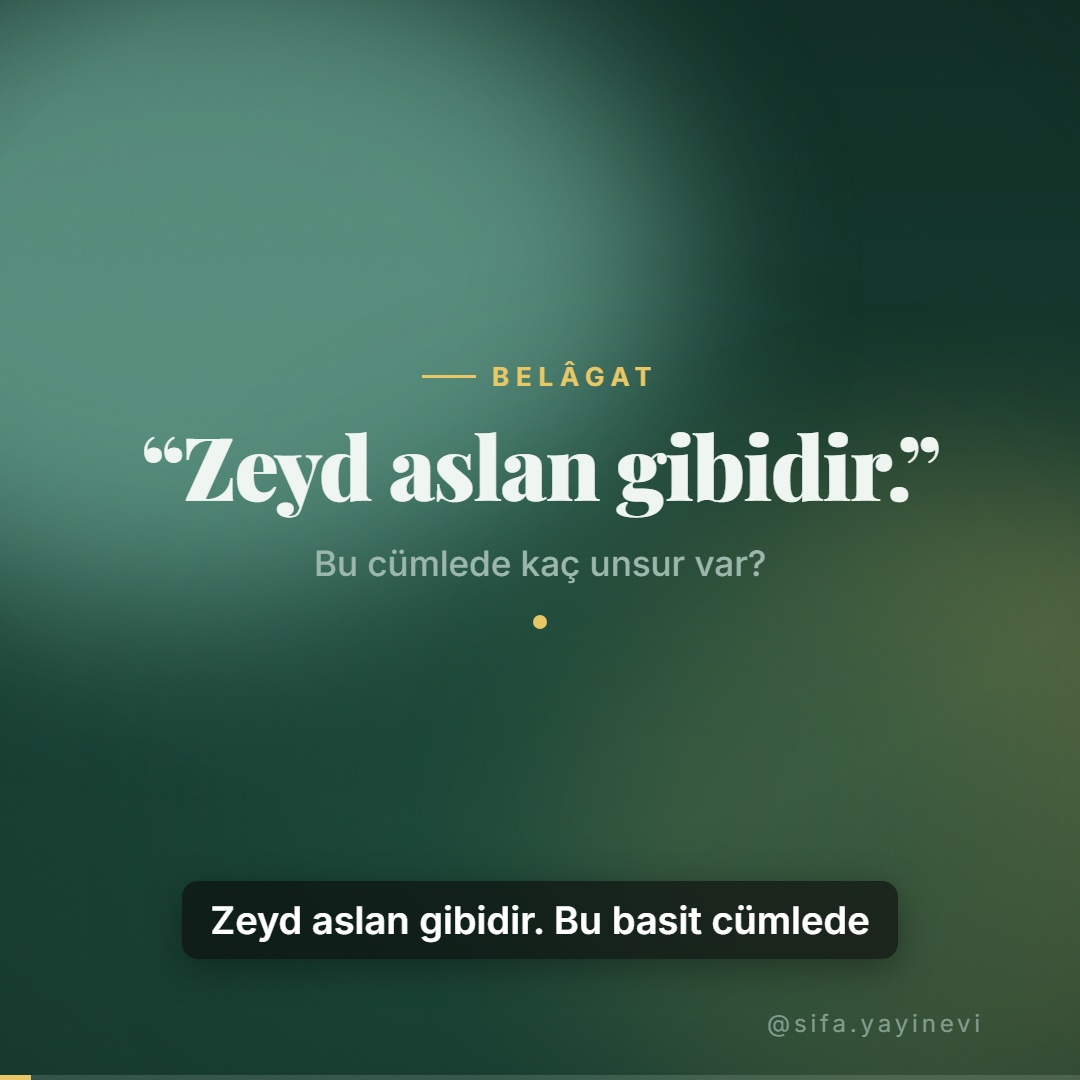 BELÂGAT
“Zeyd aslan gibidir.”
Bu cümlede kaç unsur var?
Zeyd aslan gibidir. Bu basit cümlede
@sifa.yayinevi